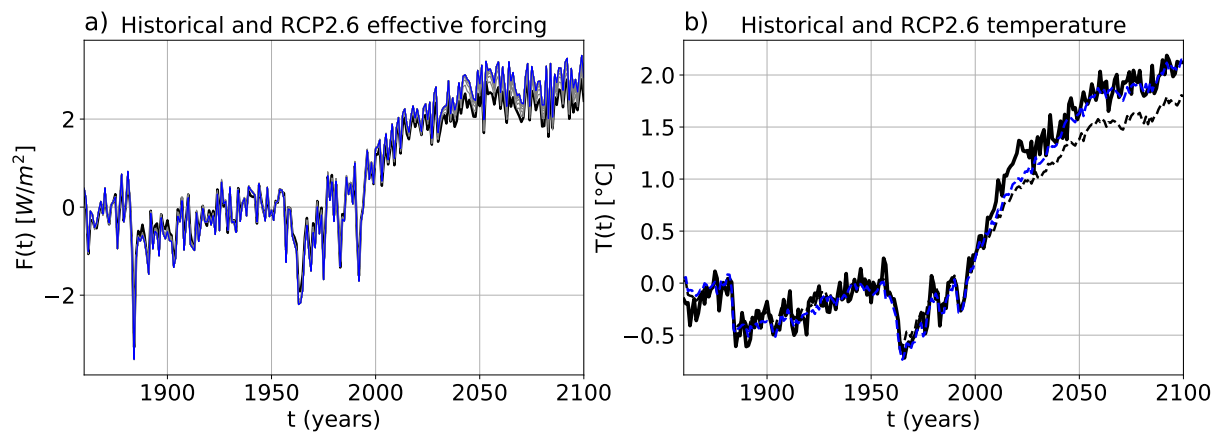 a) Historical and RCP2.6 effective forcing
F(t) [W/m²]
2
0
−2
1900 1950 2000 2050 2100
t (years)
b) Historical and RCP2.6 temperature
T(t) [°C]
2.0
1.5
1.0
0.5
0.0
−0.5
1900 1950 2000 2050 2100
t (years)